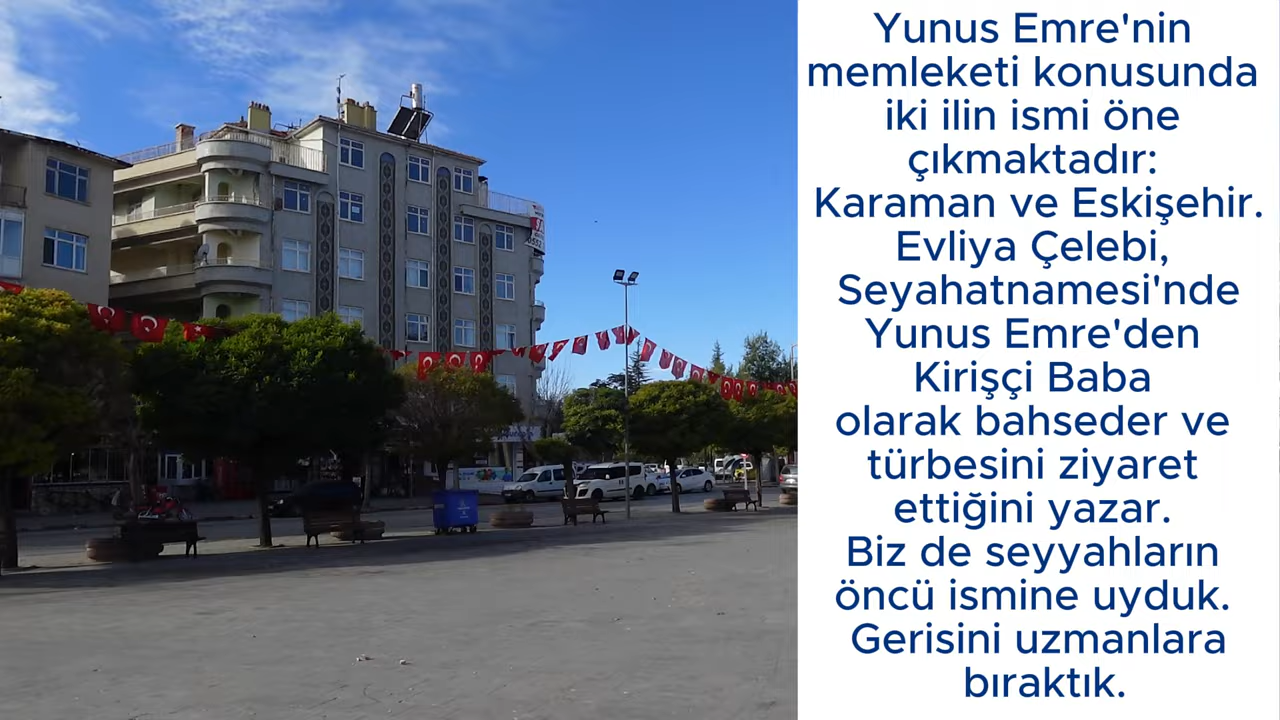 Yunus Emre'nin
memleketi konusunda
iki ilin ismi öne
çıkmaktadır:
Karaman ve Eskişehir.
Evliya Çelebi,
Seyahatnamesi'nde
Yunus Emre'den
Kirişçi Baba
olarak bahseder ve
türbesini ziyaret
ettiğini yazar.
Biz de seyyahların
öncü ismine uyduk.
Gerisini uzmanlara
bıraktık.